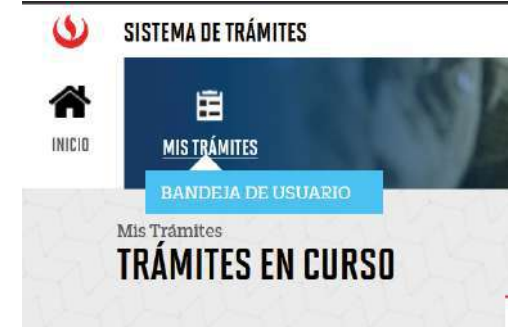 SISTEMA DE TRÁMITES
INICIO
MIS TRÁMITES
BANDEJA DE USUARIO
Mis Trámites
TRÁMITES EN CURSO